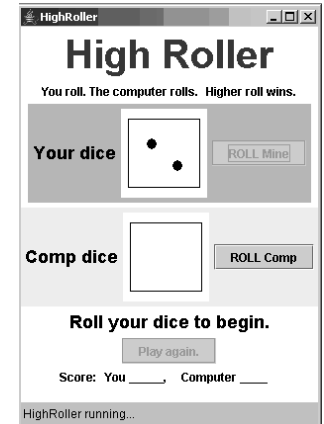 HighRoller
High Roller
You roll. The computer rolls. Higher roll wins.
Your dice
ROLL Mine
Comp dice
ROLL Comp
Roll your dice to begin.
Play again.
Score: You _____, Computer ____
HighRoller running...